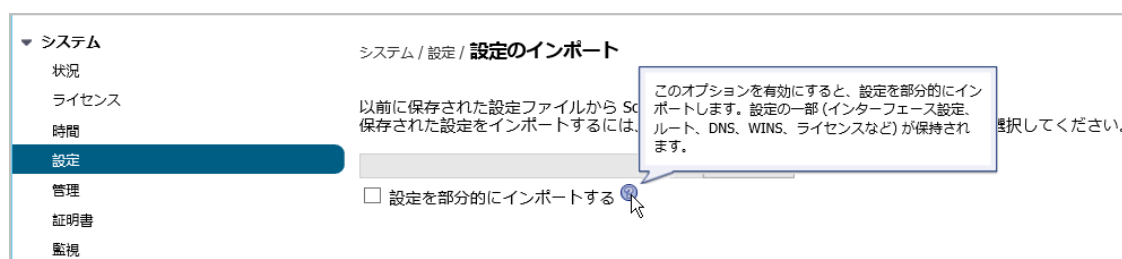 システム
状況
ライセンス
時間
設定
管理
証明書
監視
システム / 設定 / 設定のインポート
以前に保存された設定ファイルから
保存された設定をインポートするには、
選択してください。
このオプションを有効にすると、設定を部分的にイン
ポートします。設定の一部 (インターフェース設定、
ルート、DNS、WINS、ライセンスなど) が保持され
ます。
設定を部分的にインポートする